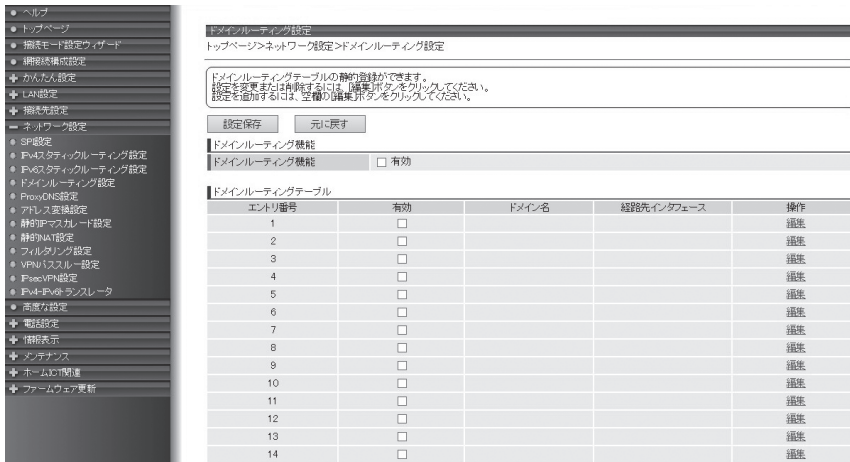 ヘルプ
トップページ
接続モード設定ウィザード
網接続構成設定
かんたん設定
LAN設定
接続先設定
ネットワーク設定
SPI設定
IPv4スタティックルーティング設定
IPv6スタティックルーティング設定
ドメインルーティング設定
ProxyDNS設定
アドレス変換設定
静的IPマスカレード設定
静的NAT設定
フィルタリング設定
VPNパススルー設定
IPsecVPN設定
IPv4-IPv6トランスレータ
高度な設定
電話設定
情報表示
メンテナンス
ホームICT関連
ファームウェア更新
ドメインルーティング設定
トップページ>ネットワーク設定>ドメインルーティング設定
ドメインルーティングテーブルの静的登録ができます。
設定を変更または削除するには、[編集]ボタンをクリックしてください。
設定を追加するには、空欄の[編集]ボタンをクリックしてください。
設定保存 元に戻す
ドメインルーティング機能
ドメインルーティング機能 有効
ドメインルーティングテーブル
エントリ番号 有効 ドメイン名 経路先インタフェース 操作
1 編集
2 編集
3 編集
4 編集
5 編集
6 編集
7 編集
8 編集
9 編集
10 編集
11 編集
12 編集
13 編集
14 編集